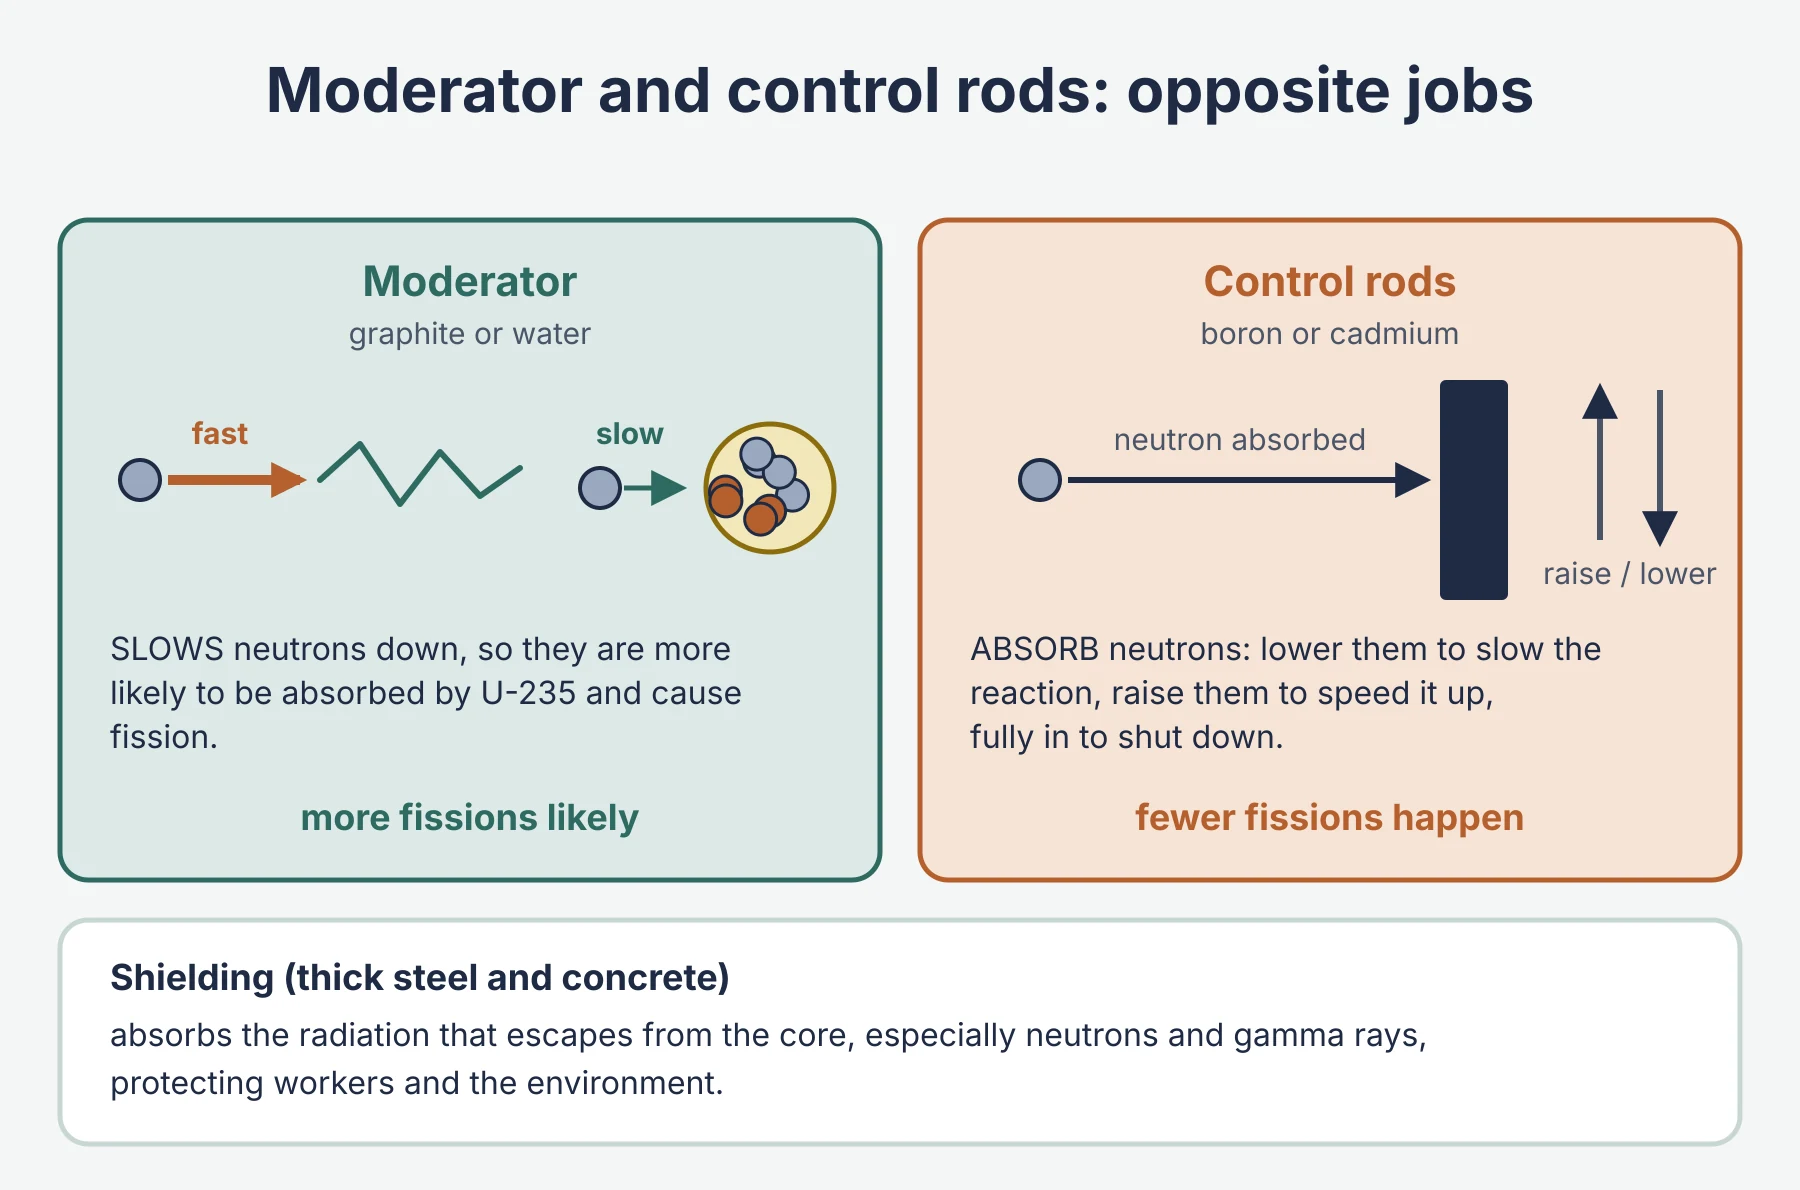 Moderator and control rods: opposite jobs
Moderator
graphite or water
fast
slow
SLOWS neutrons down, so they are more
likely to be absorbed by U-235 and cause
fission.
more fissions likely
Control rods
boron or cadmium
neutron absorbed
raise / lower
ABSORB neutrons: lower them to slow the
reaction, raise them to speed it up,
fully in to shut down.
fewer fissions happen
Shielding (thick steel and concrete)
absorbs the radiation that escapes from the core, especially neutrons and gamma rays,
protecting workers and the environment.